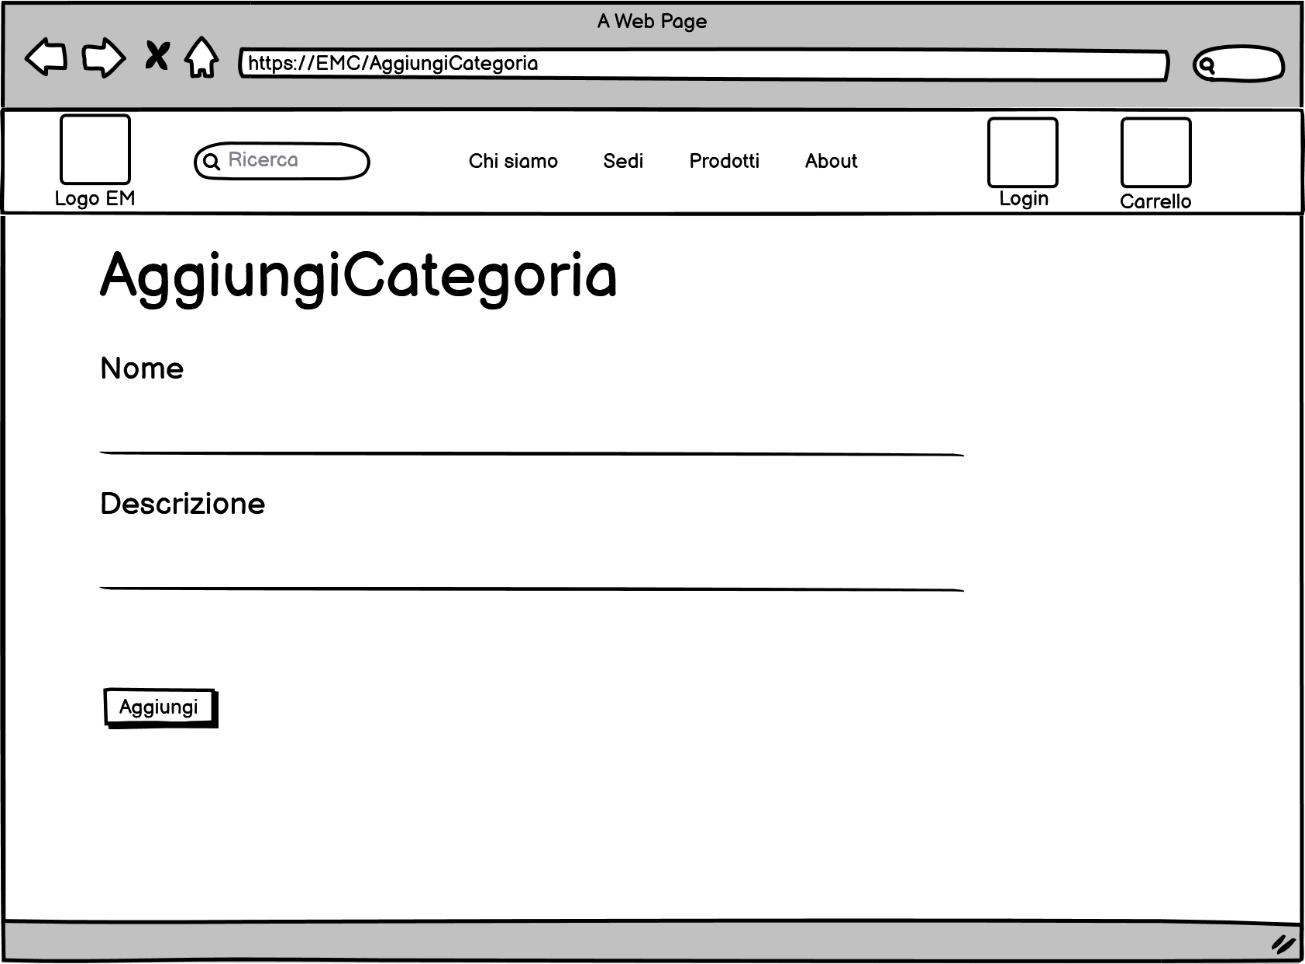 A Web Page
https://EMC/AggiungiCategoria
Ricerca
Chi siamo
Sedi
Prodotti
About
Logo EM
Login
Carrello
AggiungiCategoria
Nome
Descrizione
Aggiungi